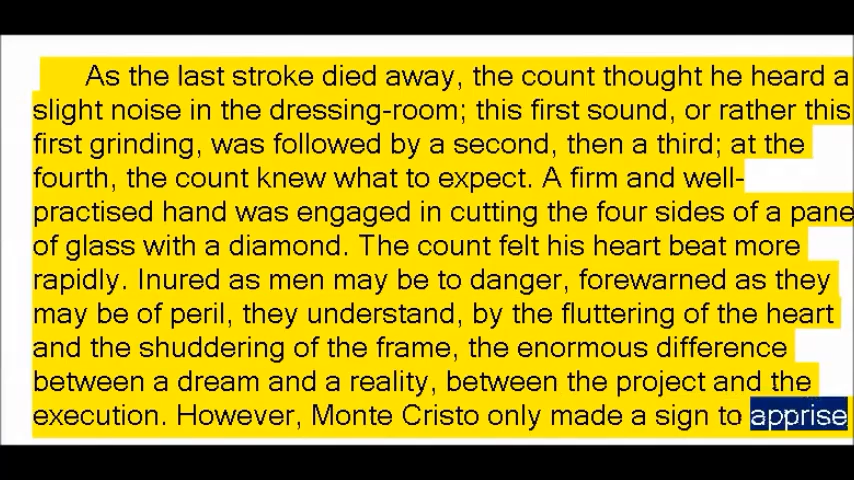 As the last stroke died away, the count thought he heard a
slight noise in the dressing-room; this first sound, or rather this
first grinding, was followed by a second, then a third; at the
fourth, the count knew what to expect. A firm and well-
practised hand was engaged in cutting the four sides of a pane
of glass with a diamond. The count felt his heart beat more
rapidly. Inured as men may be to danger, forewarned as they
may be of peril, they understand, by the fluttering of the heart
and the shuddering of the frame, the enormous difference
between a dream and a reality, between the project and the
execution. However, Monte Cristo only made a sign to apprise